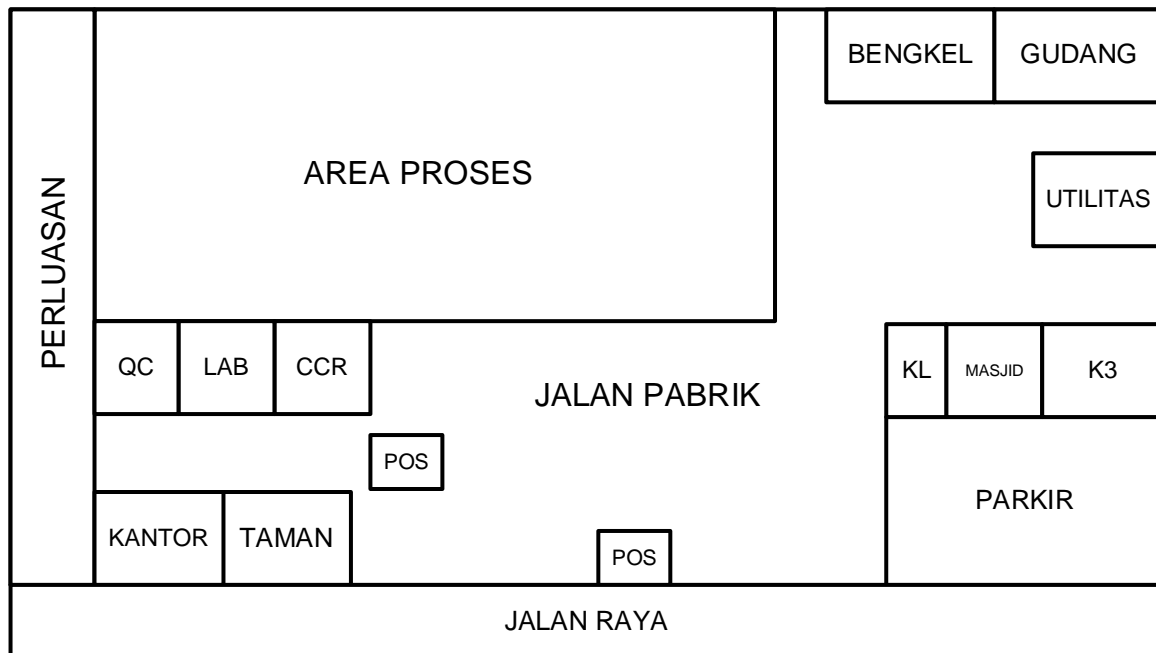 BENGKEL
GUDANG
AREA PROSES
UTILITAS
PERLUASAN
QC
LAB
CCR
JALAN PABRIK
KL
MASJID
K3
POS
PARKIR
KANTOR
TAMAN
POS
JALAN RAYA